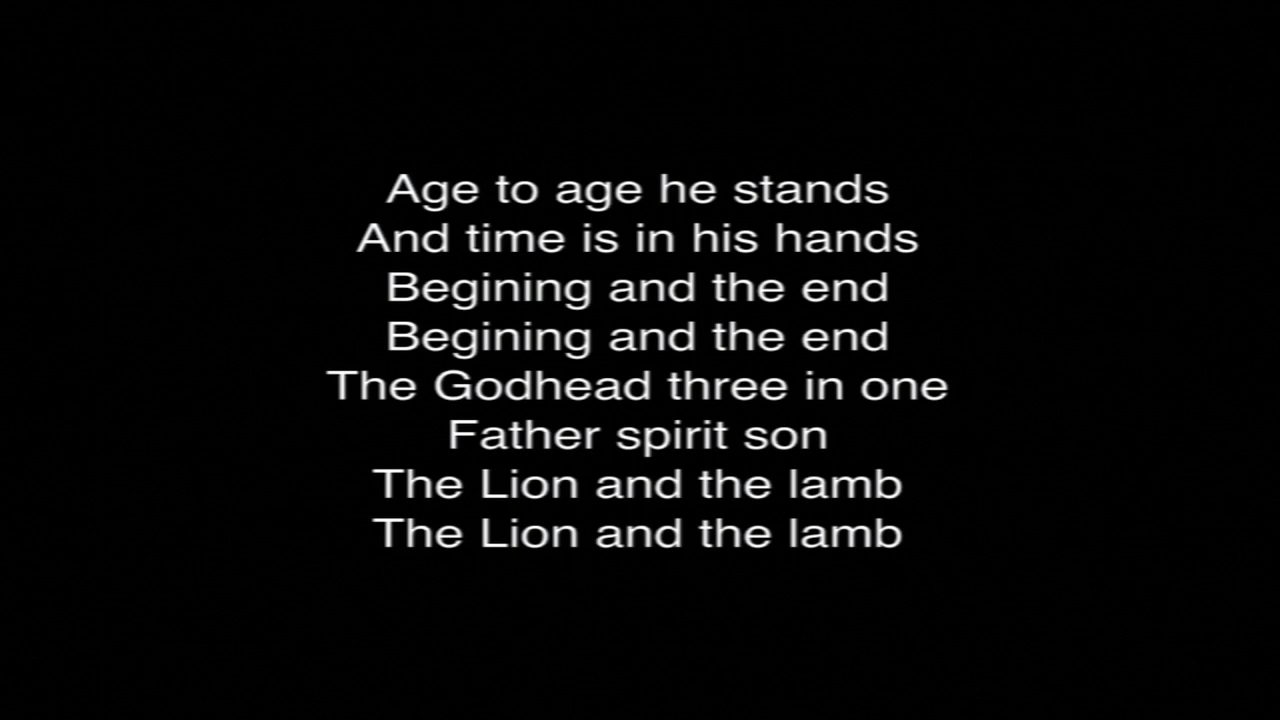 Age to age he stands
And time is in his hands
Begining and the end
Begining and the end
The Godhead three in one
Father spirit son
The Lion and the lamb
The Lion and the lamb